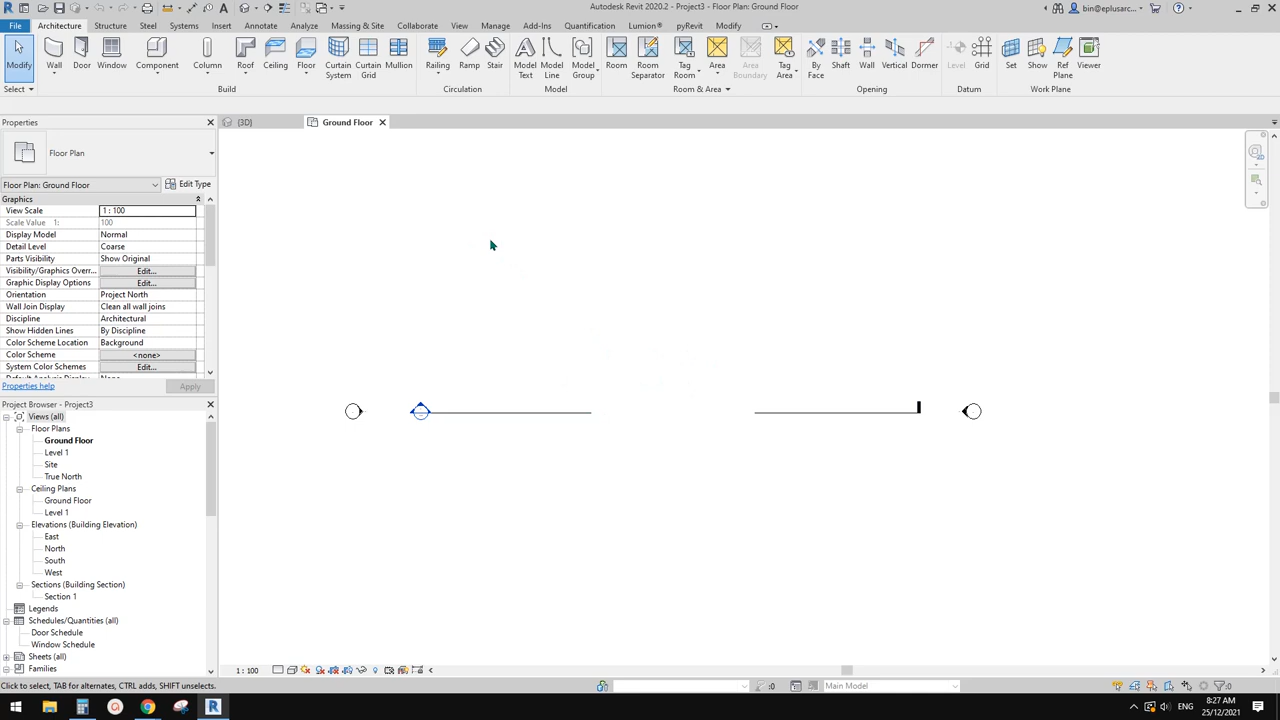 Autodesk Revit 2020.2 - Project3 - Floor Plan: Ground Floor
bin@eplusarc...
File Architecture Structure Steel Systems Insert Annotate Analyze Massing & Site Collaborate View Manage Add-Ins Quantification Lumion® pyRevit Modify
Modify Wall Door Window Component Column Roof Ceiling Floor Curtain System Curtain Grid Mullion Railing Ramp Stair Model Text Model Line Model Group Room Room Separator Tag Room Area Area Boundary Tag Area By Face Shaft Wall Vertical Dormer Level Grid Set Show Ref Plane Viewer
Select Build Circulation Model Room & Area Opening Datum Work Plane
Properties
{3D} Ground Floor
Floor Plan
Floor Plan: Ground Floor Edit Type
Graphics
View Scale 1 : 100
Scale Value 1: 100
Display Model Normal
Detail Level Coarse
Parts Visibility Show Original
Visibility/Graphics Overr... Edit...
Graphic Display Options Edit...
Orientation Project North
Wall Join Display Clean all wall joins
Discipline Architectural
Show Hidden Lines By Discipline
Color Scheme Location Background
Color Scheme <none>
System Color Schemes Edit...
Properties help Apply
Project Browser - Project3
Views (all)
Floor Plans
Ground Floor
Level 1
Site
True North
Ceiling Plans
Ground Floor
Level 1
Elevations (Building Elevation)
East
North
South
West
Sections (Building Section)
Section 1
Legends
Schedules/Quantities (all)
Door Schedule
Window Schedule
Sheets (all)
Families
1 : 100
Click to select, TAB for alternates, CTRL adds, SHIFT unselects.
:0 Main Model :0
ENG
8:27 AM
25/12/2021